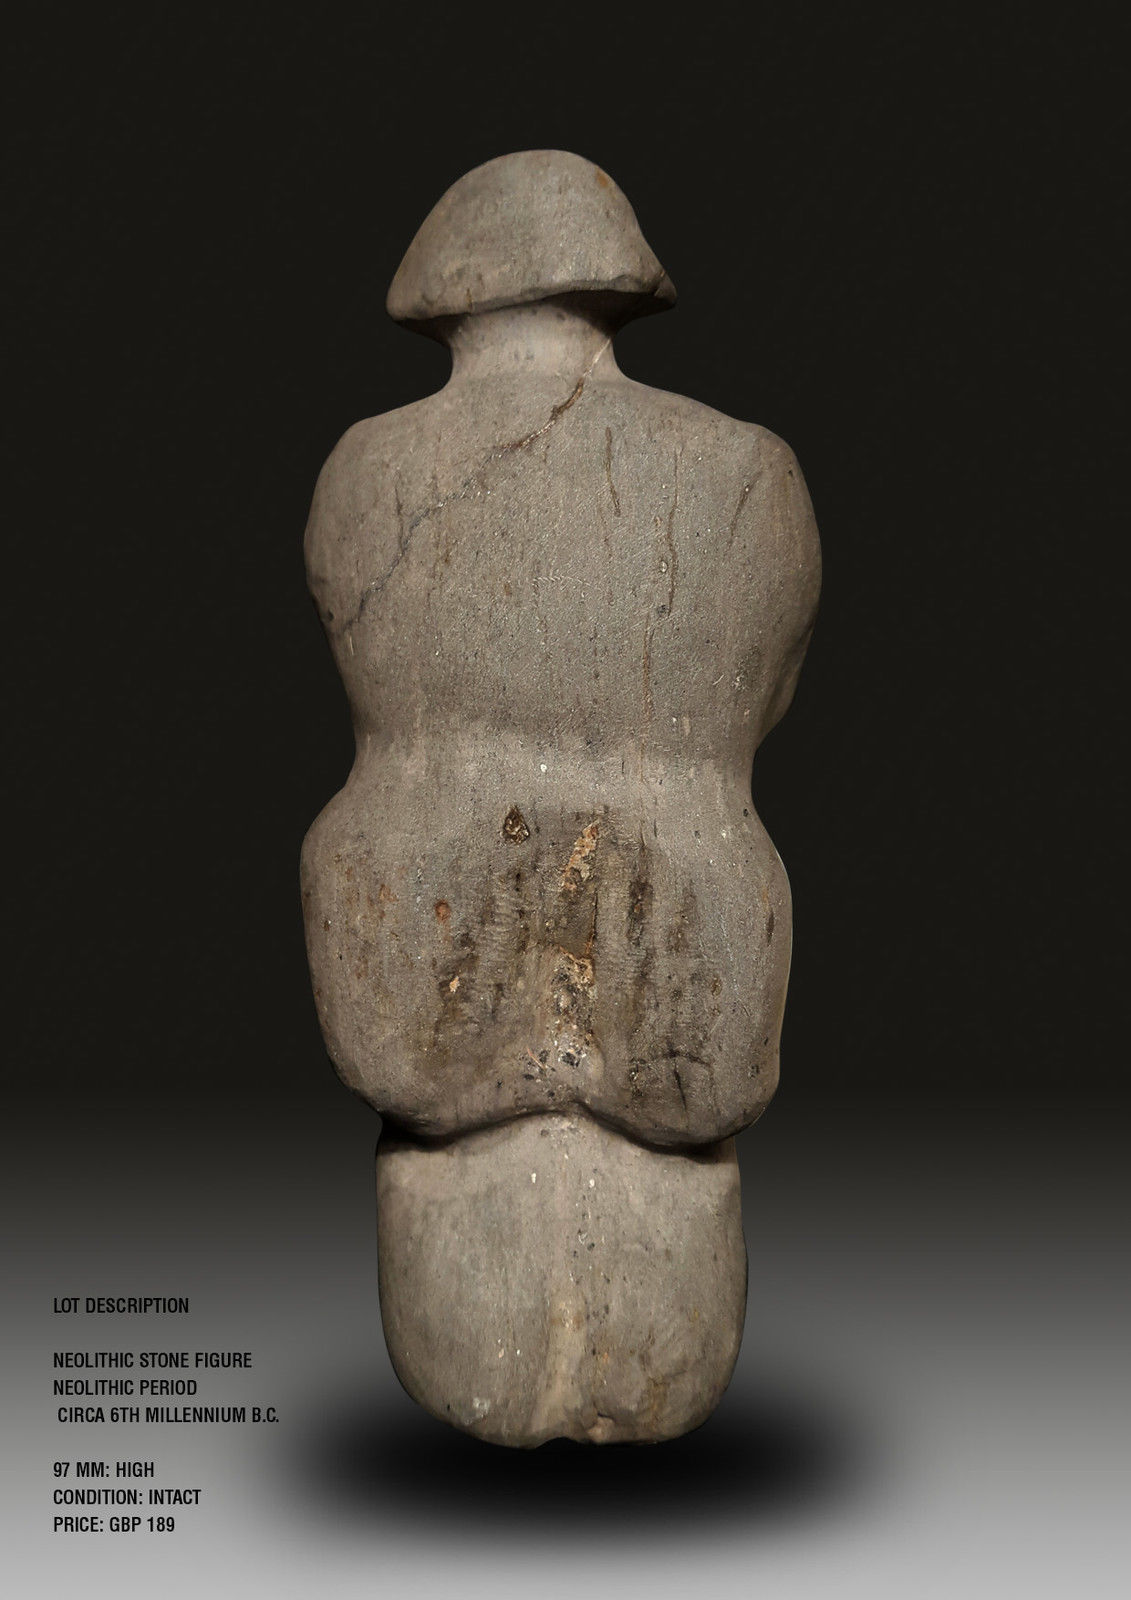 LOT DESCRIPTION
NEOLITHIC STONE FIGURE
NEOLITHIC PERIOD
CIRCA 6TH MILLENNIUM B.C.
97 MM: HIGH
CONDITION: INTACT
PRICE: GBP 189